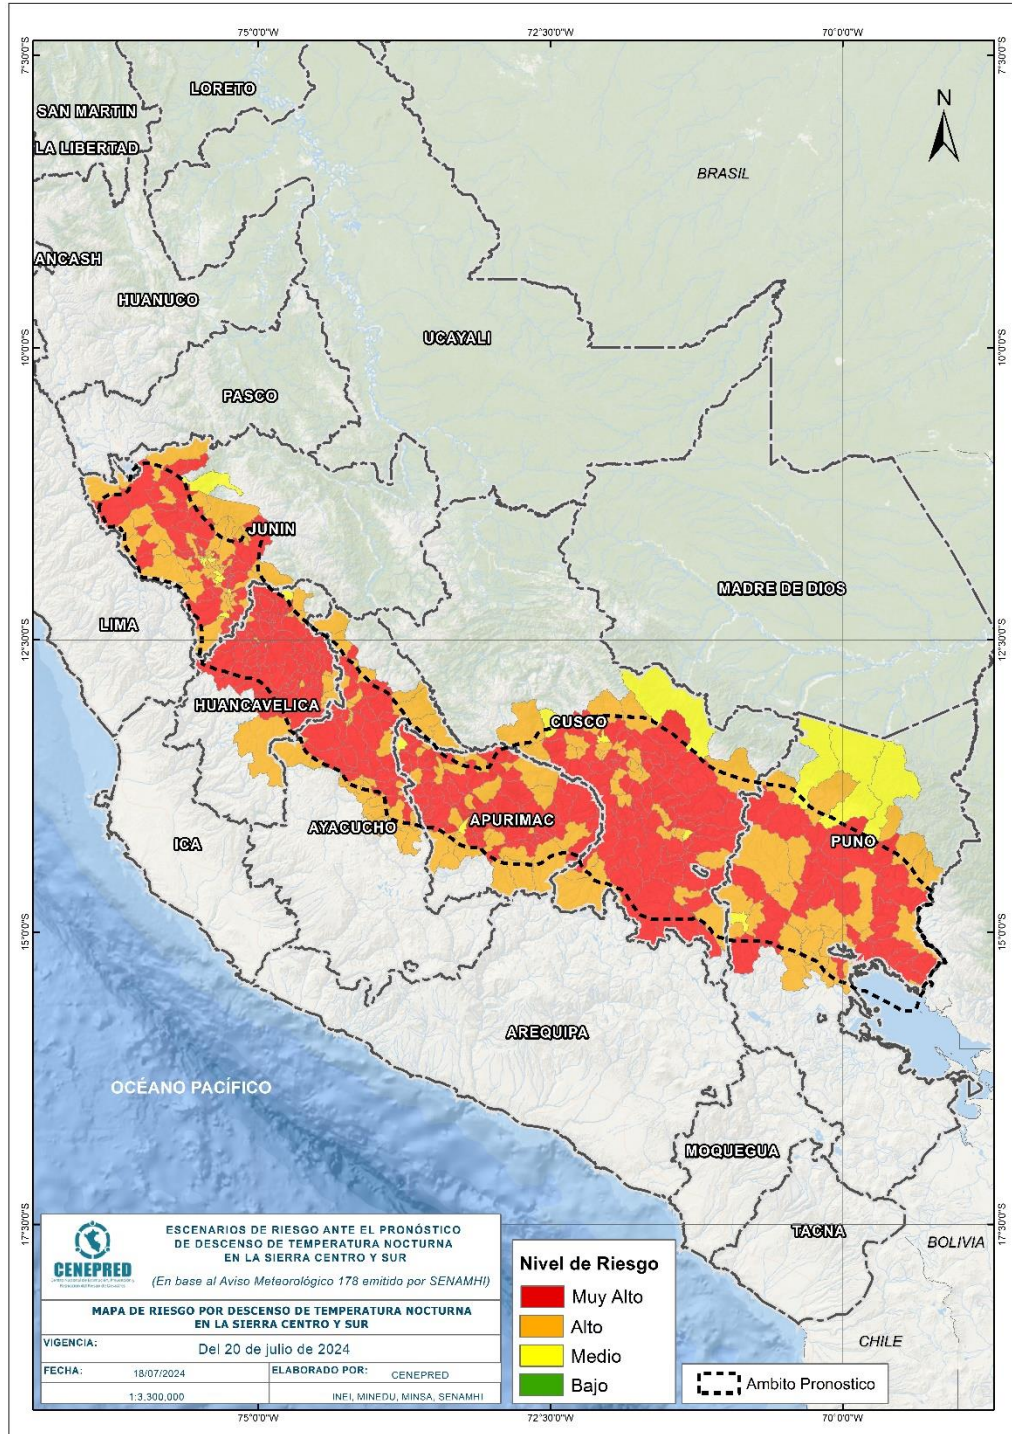 75°0'0"W
72°30'0"W
70°0'0"W
7°30'0"S
7°30'0"S
LORETO
SAN MARTIN
LA LIBERTAD
N
BRASIL
ANCASH
HUANUCO
UCAYALI
10°0'0"S
10°0'0"S
PASCO
JUNIN
MADRE DE DIOS
LIMA
12°30'0"S
12°30'0"S
HUANCAVELICA
CUSCO
AYACUCHO
APURIMAC
ICA
PUNO
15°0'0"S
15°0'0"S
AREQUIPA
OCÉANO PACÍFICO
MOQUEGUA
TACNA
17°30'0"S
17°30'0"S
BOLIVIA
CHILE
CENEPRED
ESCENARIOS DE RIESGO ANTE EL PRONÓSTICO
DE DESCENSO DE TEMPERATURA NOCTURNA
EN LA SIERRA CENTRO Y SUR
(En base al Aviso Meteorológico 178 emitido por SENAMHI)
MAPA DE RIESGO POR DESCENSO DE TEMPERATURA NOCTURNA
EN LA SIERRA CENTRO Y SUR
VIGENCIA: Del 20 de julio de 2024
FECHA: 18/07/2024 ELABORADO POR: CENEPRED
1:3.300.000 INEI, MINEDU, MINSA, SENAMHI
Nivel de Riesgo
Muy Alto
Alto
Medio
Bajo
Ambito Pronostico
75°0'0"W
72°30'0"W
70°0'0"W